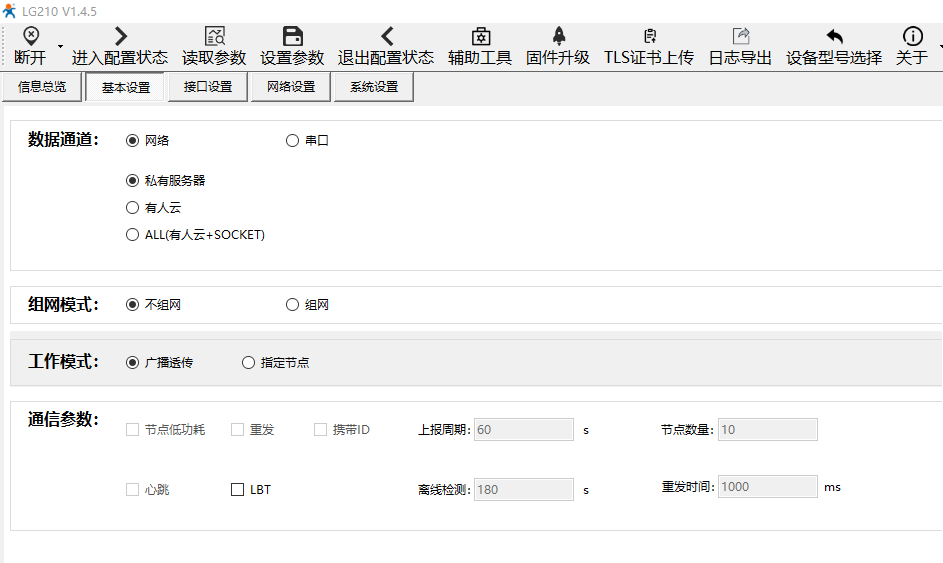 LG210 V1.4.5
断开 进入配置状态 读取参数 设置参数 退出配置状态 辅助工具 固件升级 TLS证书上传 日志导出 设备型号选择 关于
信息总览 基本设置 接口设置 网络设置 系统设置
数据通道： 网络 串口
私有服务器
有人云
ALL(有人云+SOCKET)
组网模式： 不组网 组网
工作模式： 广播透传 指定节点
通信参数： 节点低功耗 重发 携带ID 上报周期: 60 s 节点数量: 10
心跳 LBT 离线检测: 180 s 重发时间: 1000 ms